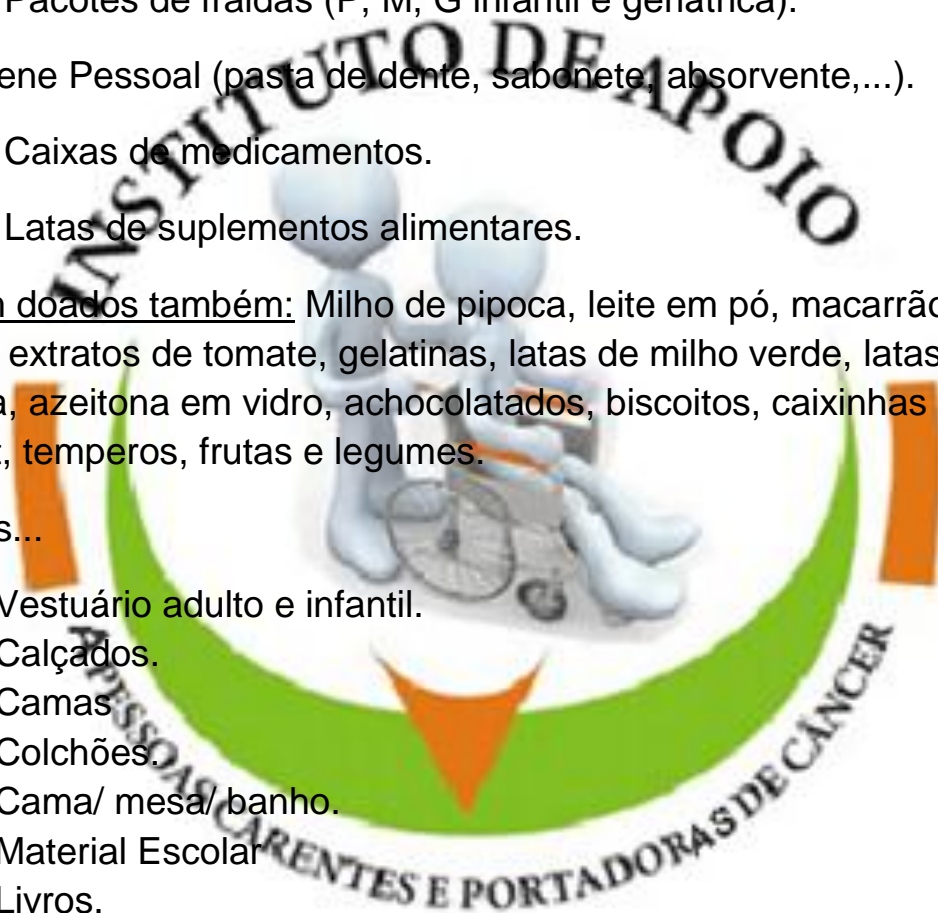 Pacotes de fraldas (P, M, G infantil e geriátrica).
ene Pessoal (pasta de dente, sabonete, absorvente,...).
Caixas de medicamentos.
Latas de suplementos alimentares.
doados também: Milho de pipoca, leite em pó, macarrão
extratos de tomate, gelatinas, latas de milho verde, latas
a, azeitona em vidro, achocolatados, biscoitos, caixinhas
, temperos, frutas e legumes.
s...
Vestuário adulto e infantil.
Calçados.
Camas
Colchões.
Cama/ mesa/ banho.
Material Escolar
Livros.
INSTITUTO DE APOIO
A PESSOAS CARENTES E PORTADORAS DE CÂNCER